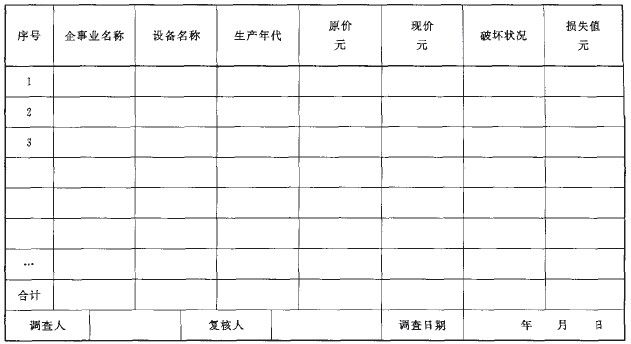 序号 企事业名称 设备名称 生产年代 原价 元 现价 元 破坏状况 损失值 元
1
2
3
…
合计
调查人 复核人 调查日期 年 月 日